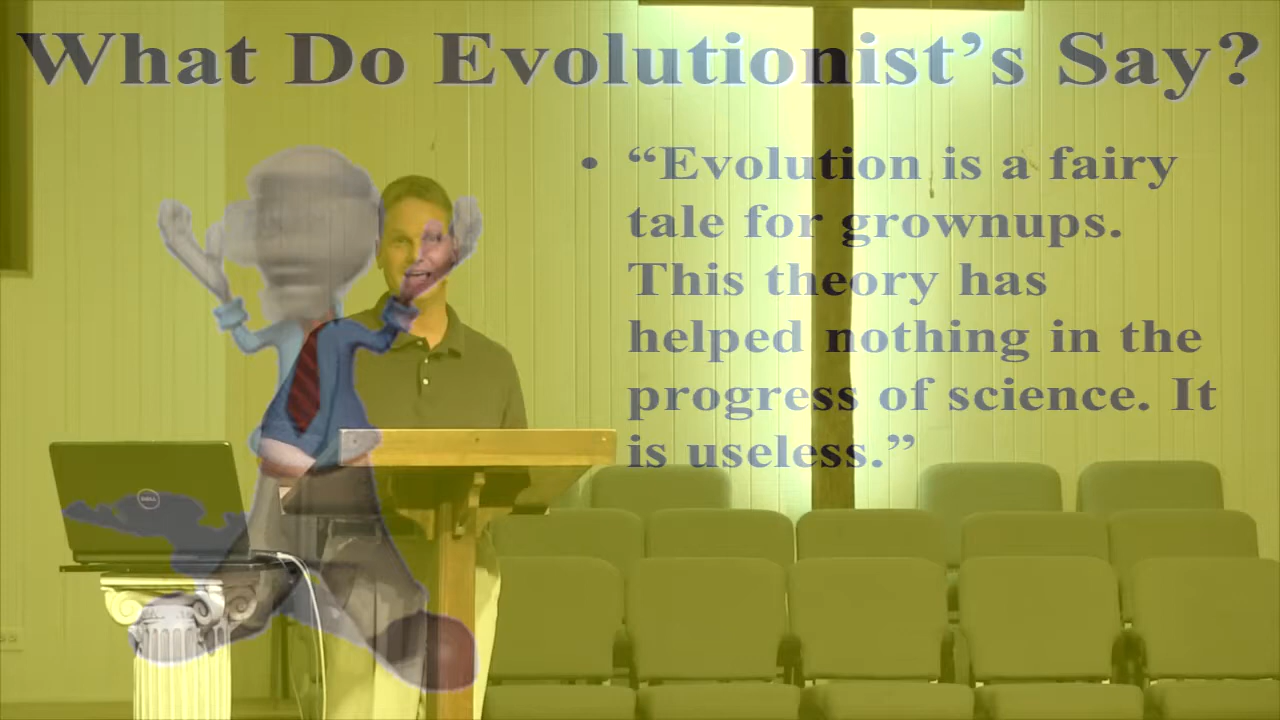 What Do Evolutionist’s Say?
• “Evolution is a fairy
tale for grownups.
This theory has
helped nothing in the
progress of science. It
is useless.”
DELL